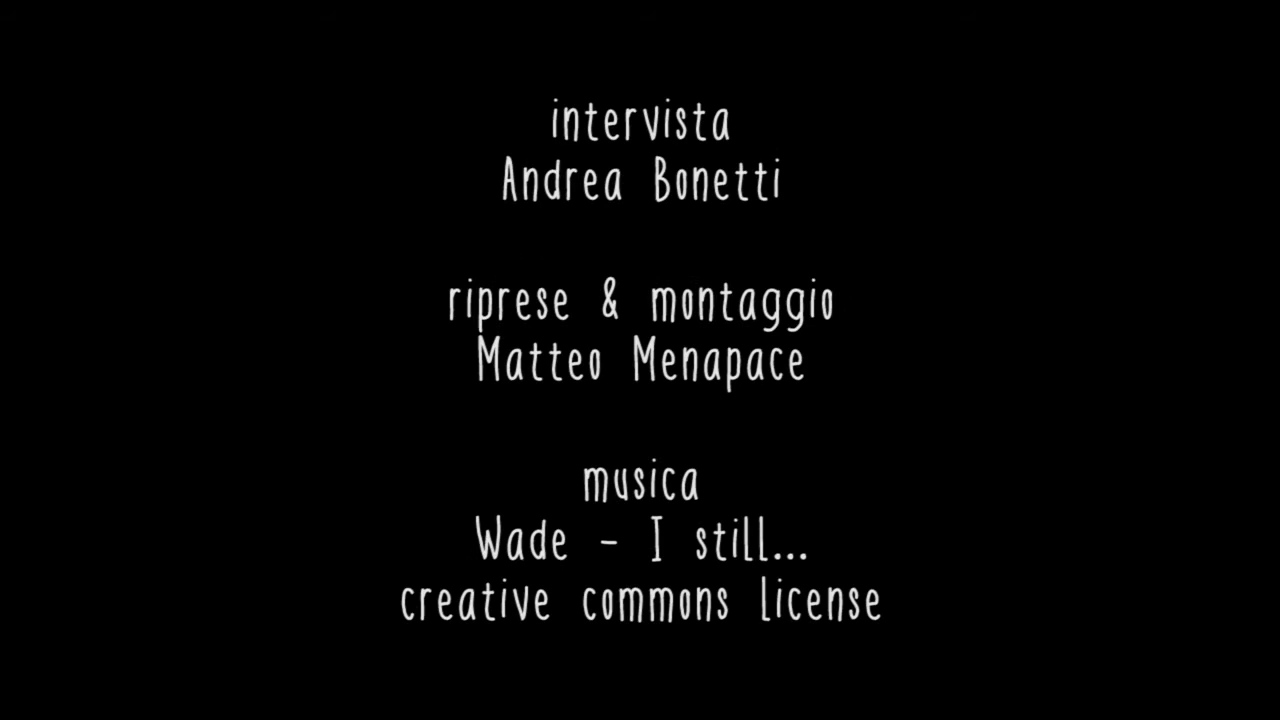 intervista
Andrea Bonetti
riprese & montaggio
Matteo Menapace
musica
Wade - I still...
creative commons license